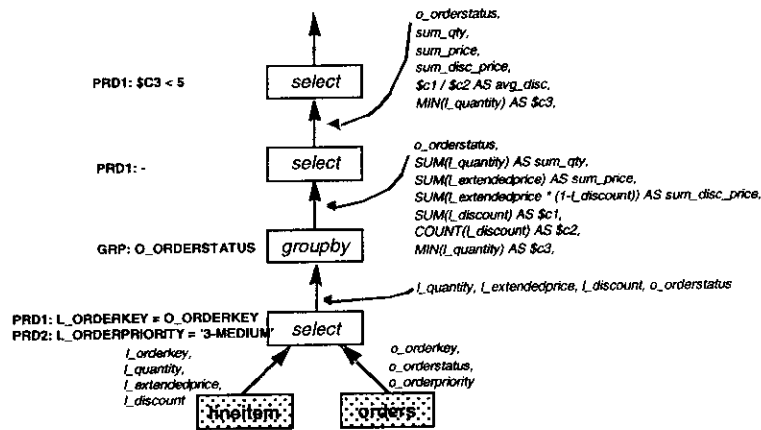 o_orderstatus,
sum_qty,
sum_price,
sum_disc_price,
$c1 / $c2 AS avg_disc,
MIN(l_quantity) AS $c3,
PRD1: $C3 < 5
select
o_orderstatus,
SUM(l_quantity) AS sum_qty,
SUM(l_extendedprice) AS sum_price,
SUM(l_extendedprice * (1-l_discount)) AS sum_disc_price,
SUM(l_discount) AS $c1,
COUNT(l_discount) AS $c2,
MIN(l_quantity) AS $c3,
PRD1: -
select
GRP: O_ORDERSTATUS
groupby
l_quantity, l_extendedprice, l_discount, o_orderstatus
PRD1: L_ORDERKEY = O_ORDERKEY
PRD2: L_ORDERPRIORITY = '3-MEDIUM'
select
l_orderkey,
l_quantity,
l_extendedprice,
l_discount
o_orderkey,
o_orderstatus,
o_orderpriority
lineitem
orders